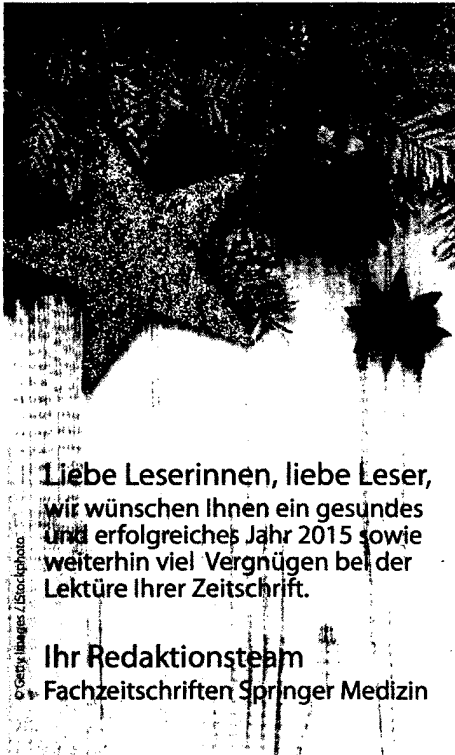 Liebe Leserinnen, liebe Leser,
wir wünschen Ihnen ein gesundes
und erfolgreiches Jahr 2015 sowie
weiterhin viel Vergnügen bei der
Lektüre Ihrer Zeitschrift.
Ihr Redaktionsteam
Fachzeitschriften Springer Medizin
© Getty Images / iStockphoto